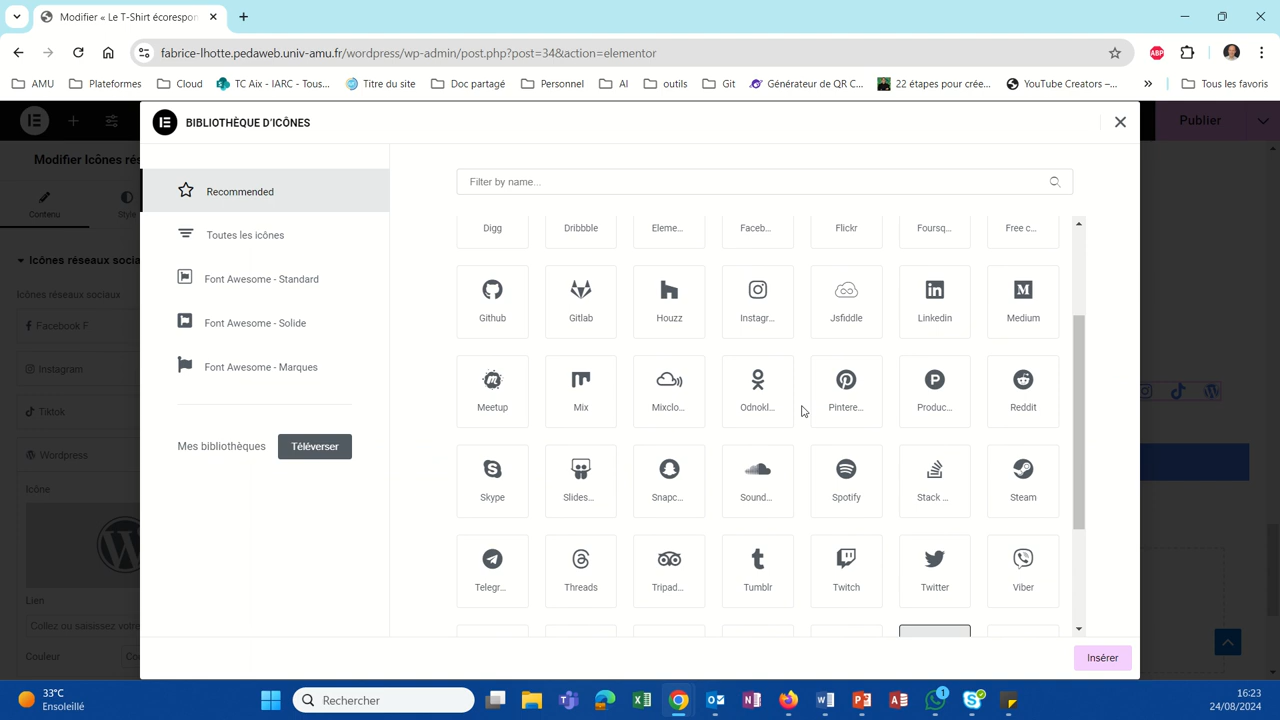 Modifier « Le T-Shirt écorespon
fabrice-lhotte.pedaweb.univ-amu.fr/wordpress/wp-admin/post.php?post=348&action=elementor
ABP
AMU
Plateformes
Cloud
TC Aix - IARC - Tous...
Titre du site
Doc partagé
Personnel
AI
outils
Git
Générateur de QR C...
22 étapes pour crée...
YouTube Creators –...
»
Tous les favoris
BIBLIOTHÈQUE D'ICÔNES
Publier
Modifier Icônes rés
Contenu
Style
Icônes réseaux socia
Icônes réseaux sociaux
Facebook F
Instagram
Tiktok
Wordpress
Icône
Lien
Collez ou saisissez votre
Couleur
Co
Recommended
Toutes les icônes
Font Awesome - Standard
Font Awesome - Solide
Font Awesome - Marques
Mes bibliothèques
Téléverser
Filter by name...
Digg Dribbble Eleme... Faceb... Flickr Foursq... Free c...
Github Gitlab Houzz Instagr... Jsfiddle Linkedin Medium
Meetup Mix Mixclo... Odnokl... Pintere... Produc... Reddit
Skype Slides... Snapc... Sound... Spotify Stack ... Steam
Telegr... Threads Tripad... Tumblr Twitch Twitter Viber
Insérer
33°C
Ensoleillé
Rechercher
1
16:23
24/08/2024